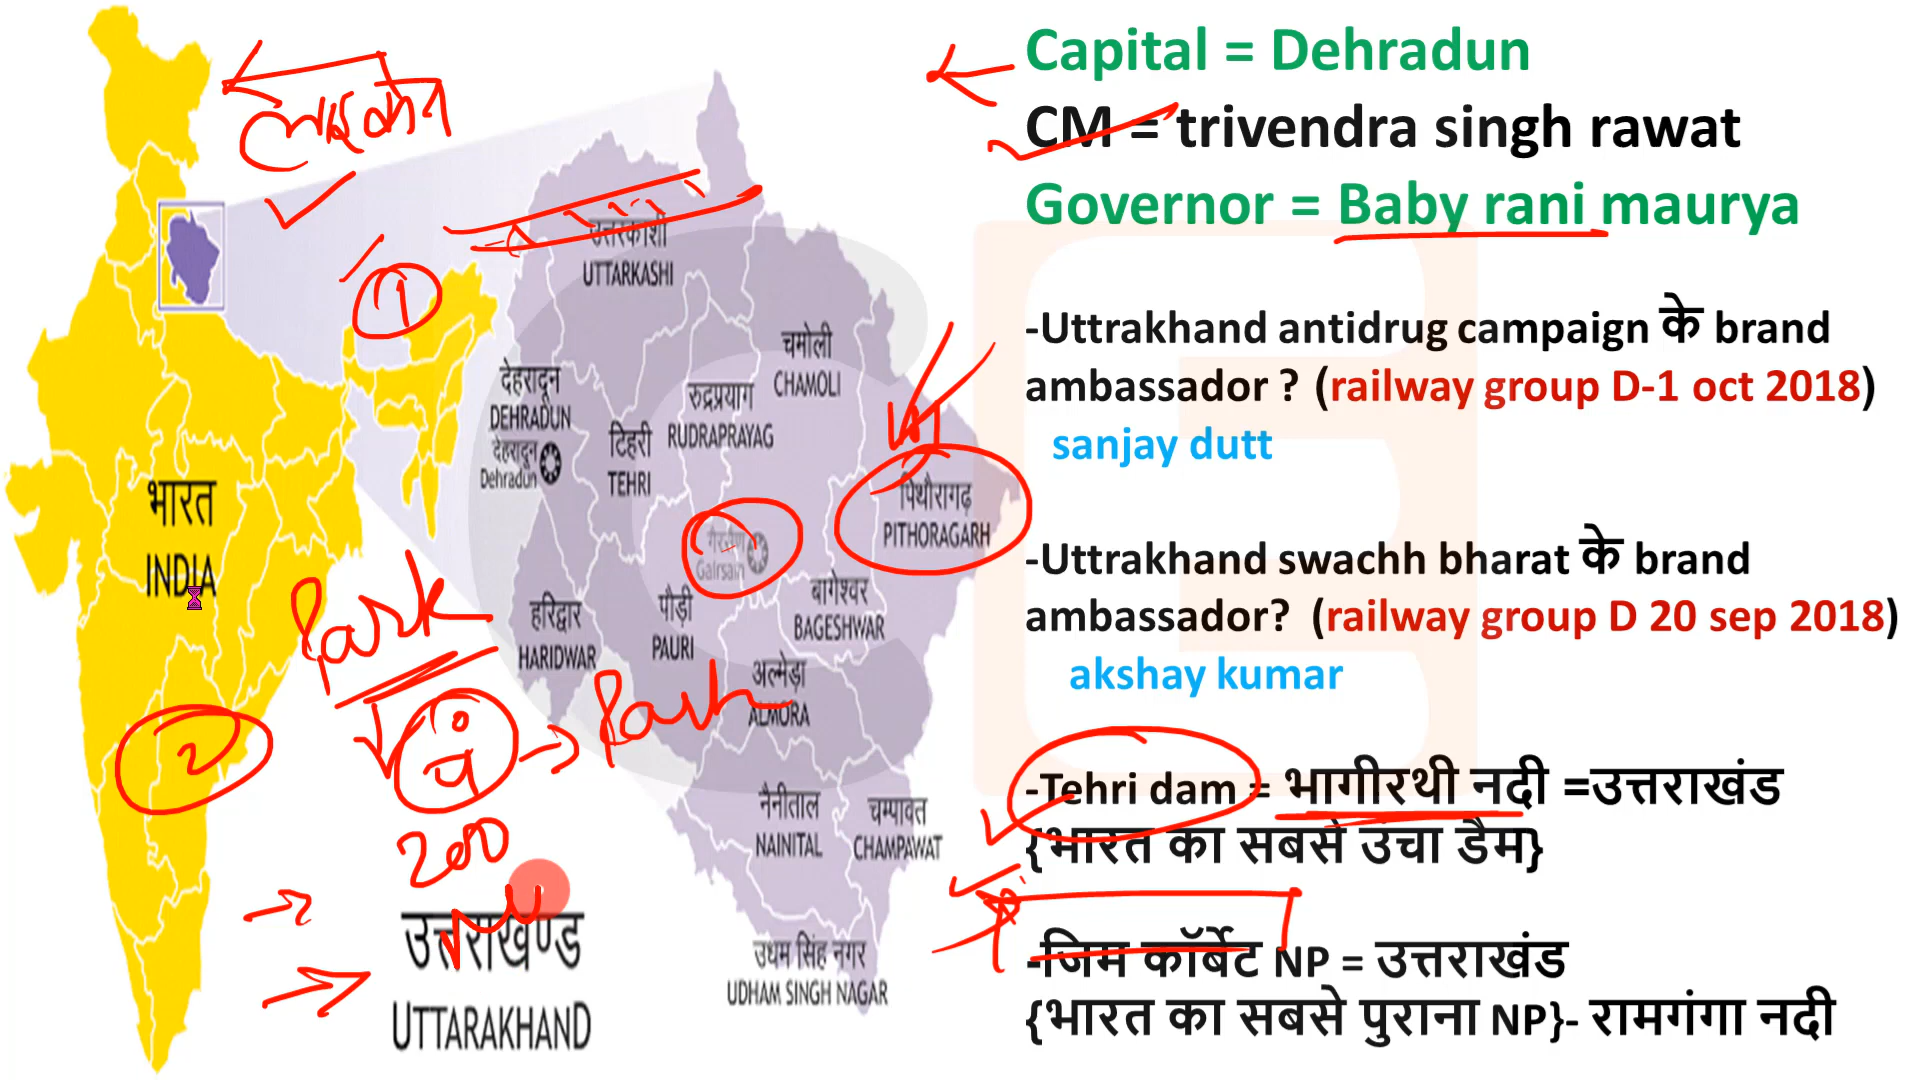 Capital = Dehradun
CM = trivendra singh rawat
Governor = Baby rani maurya
-Uttrakhand antidrug campaign के brand
ambassador ? (railway group D-1 oct 2018)
sanjay dutt
-Uttrakhand swachh bharat के brand
ambassador? (railway group D 20 sep 2018)
akshay kumar
-Tehri dam = भागीरथी नदी =उत्तराखंड
{भारत का सबसे उचा डैम}
-जिम कॉर्बेट NP = उत्तराखंड
{भारत का सबसे पुराना NP}- रामगंगा नदी
भारत
INDIA
उत्तरकाशी
UTTARKASHI
चमोली
CHAMOLI
देहरादून
DEHRADUN
देहरादून
Dehradun
रुद्रप्रयाग
RUDRAPRAYAG
टिहरी
TEHRI
पिथौरागढ़
PITHORAGARH
गैरसैण
Gairsain
हरिद्वार
HARIDWAR
पौड़ी
PAURI
बागेश्वर
BAGESHWAR
अल्मेड़ा
ALMORA
नैनीताल
NAINITAL
चम्पावत
CHAMPAWAT
उधम सिंह नगर
UDHAM SINGH NAGAR
उत्तराखण्ड
UTTARAKHAND
1
2
Park
Park
200